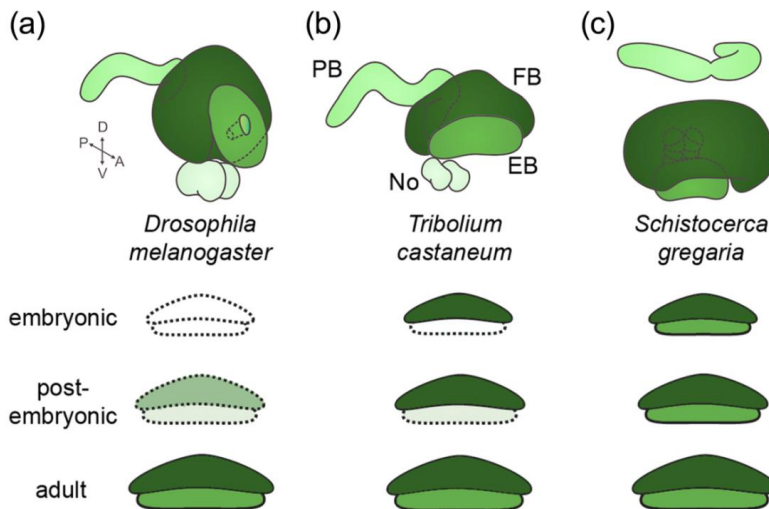 (a)
(b)
(c)
PB
FB
EB
No
D
P
A
V
Drosophila
melanogaster
Tribolium
castaneum
Schistocerca
gregaria
embryonic
post-
embryonic
adult